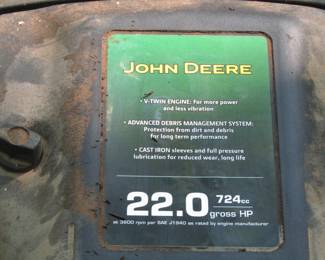 JOHN DEERE
• V-TWIN ENGINE: For more power
and less vibration
• ADVANCED DEBRIS MANAGEMENT SYSTEM:
Protection from dirt and debris
for long term performance
• CAST IRON sleeves and full pressure
lubrication for reduced wear, long life
22.0 724cc
gross HP
at 3600 rpm per SAE J1940 as rated by engine manufacturer